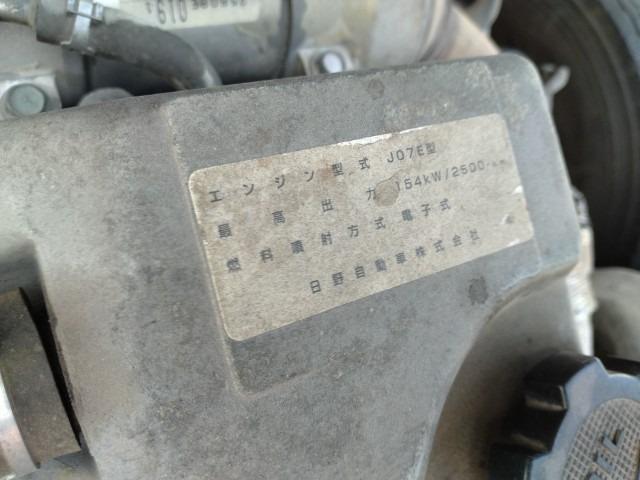 エンジン型式 J07E型
最高出力 154kW/2500
燃料噴射方式 電子式
日野自動車株式会社